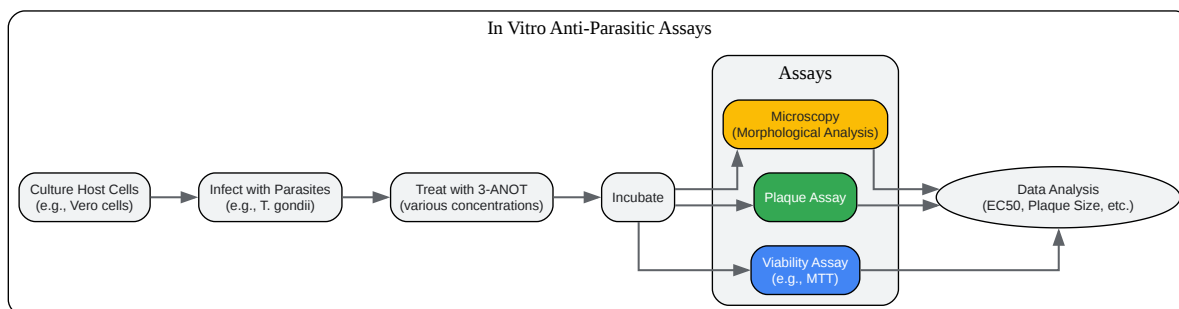 In Vitro Anti-Parasitic Assays
Assays
Culture Host Cells
(e.g., Vero cells)
Infect with Parasites
(e.g., T. gondii)
Treat with 3-ANOT
(various concentrations)
Incubate
Microscopy
(Morphological Analysis)
Plaque Assay
Viability Assay
(e.g., MTT)
Data Analysis
(EC50, Plaque Size, etc.)